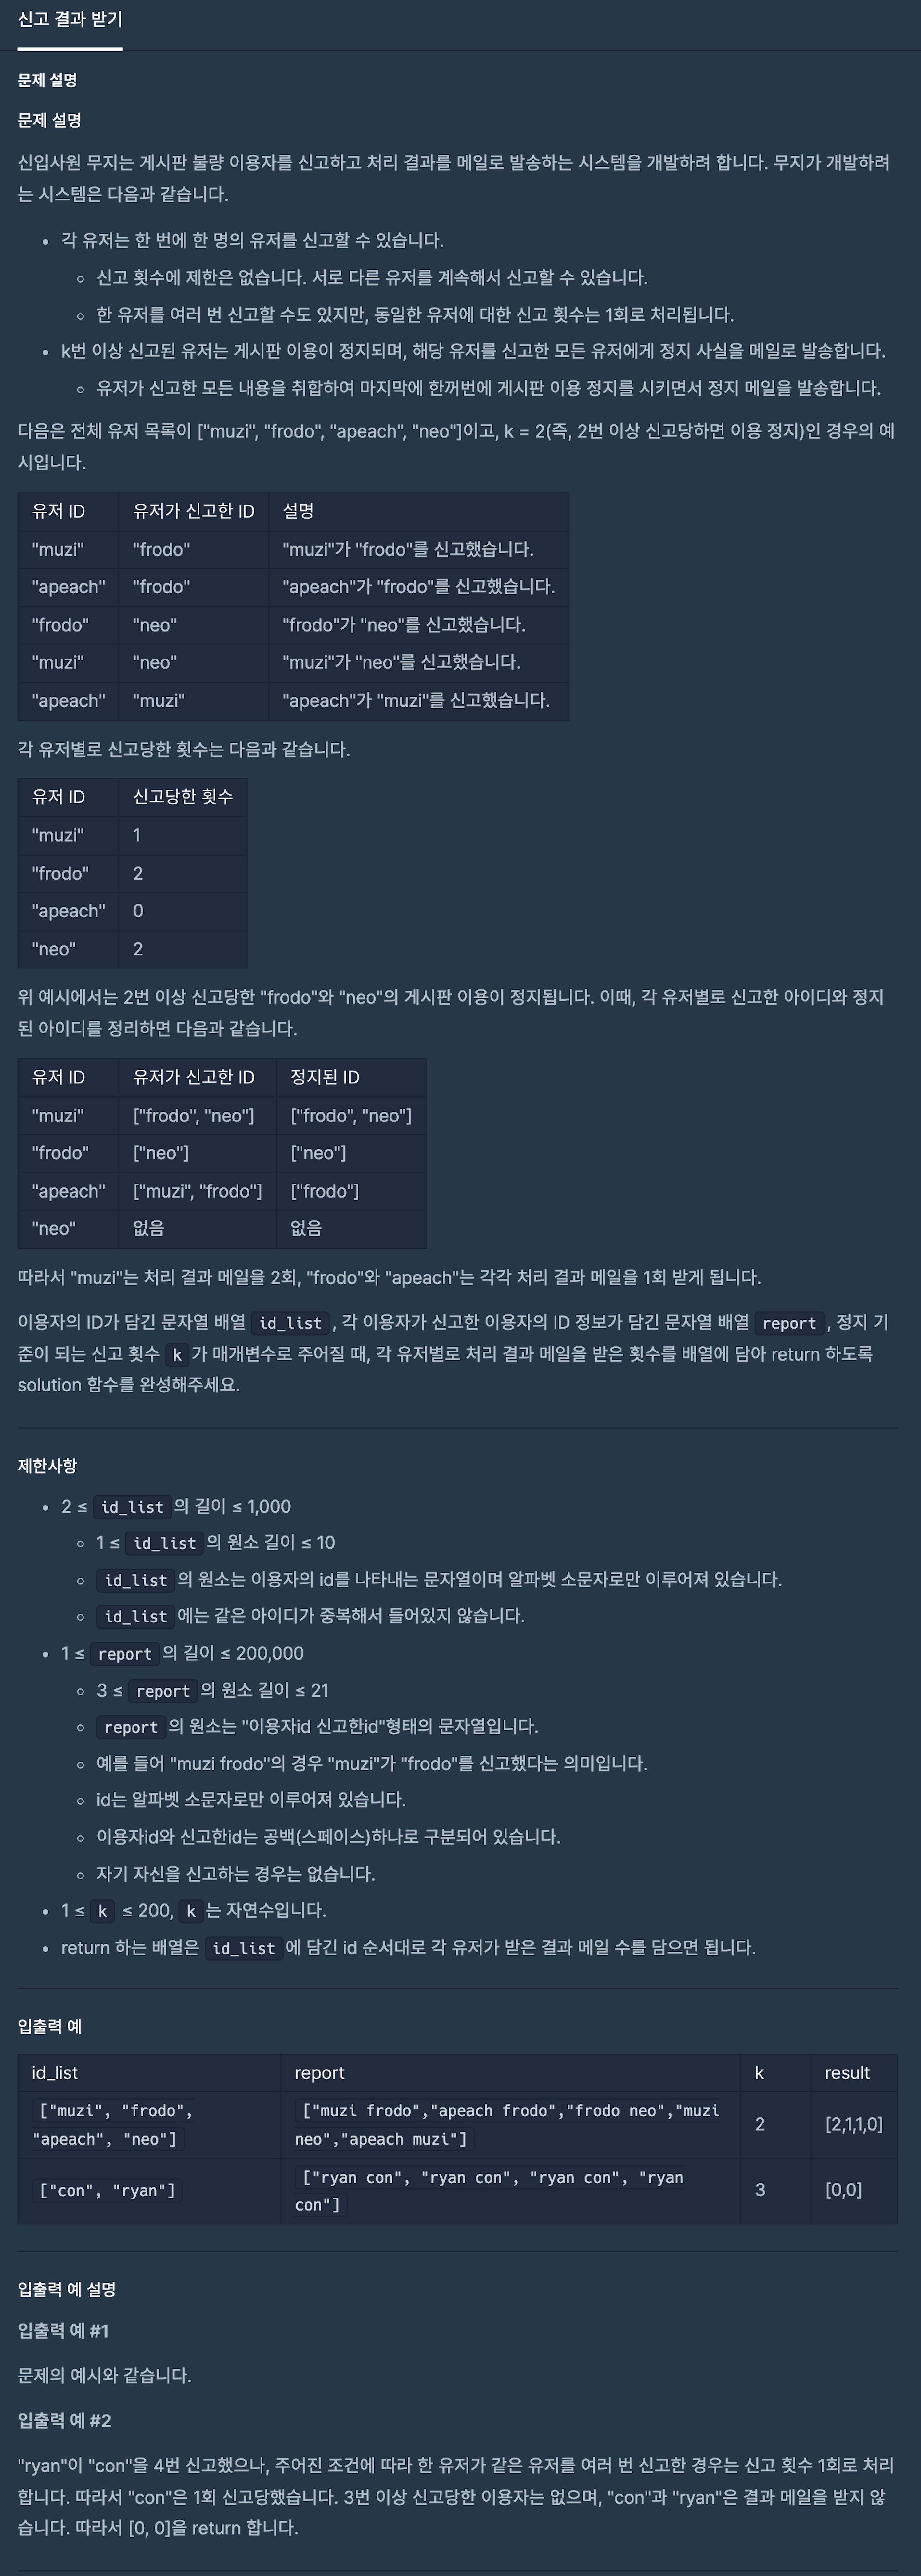 신고 결과 받기
문제 설명
문제 설명
신입사원 무지는 게시판 불량 이용자를 신고하고 처리 결과를 메일로 발송하는 시스템을 개발하려 합니다. 무지가 개발하려
는 시스템은 다음과 같습니다.
• 각 유저는 한 번에 한 명의 유저를 신고할 수 있습니다.
◦ 신고 횟수에 제한은 없습니다. 서로 다른 유저를 계속해서 신고할 수 있습니다.
◦ 한 유저를 여러 번 신고할 수도 있지만, 동일한 유저에 대한 신고 횟수는 1회로 처리됩니다.
• k번 이상 신고된 유저는 게시판 이용이 정지되며, 해당 유저를 신고한 모든 유저에게 정지 사실을 메일로 발송합니다.
◦ 유저가 신고한 모든 내용을 취합하여 마지막에 한꺼번에 게시판 이용 정지를 시키면서 정지 메일을 발송합니다.
다음은 전체 유저 목록이 ["muzi", "frodo", "apeach", "neo"]이고, k = 2(즉, 2번 이상 신고당하면 이용 정지)인 경우의 예
시입니다.
유저 ID 유저가 신고한 ID 설명
"muzi" "frodo" "muzi"가 "frodo"를 신고했습니다.
"apeach" "frodo" "apeach"가 "frodo"를 신고했습니다.
"frodo" "neo" "frodo"가 "neo"를 신고했습니다.
"muzi" "neo" "muzi"가 "neo"를 신고했습니다.
"apeach" "muzi" "apeach"가 "muzi"를 신고했습니다.
각 유저별로 신고당한 횟수는 다음과 같습니다.
유저 ID 신고당한 횟수
"muzi" 1
"frodo" 2
"apeach" 0
"neo" 2
위 예시에서는 2번 이상 신고당한 "frodo"와 "neo"의 게시판 이용이 정지됩니다. 이때, 각 유저별로 신고한 아이디와 정지
된 아이디를 정리하면 다음과 같습니다.
유저 ID 유저가 신고한 ID 정지된 ID
"muzi" ["frodo", "neo"] ["frodo", "neo"]
"frodo" ["neo"] ["neo"]
"apeach" ["muzi", "frodo"] ["frodo"]
"neo" 없음 없음
따라서 "muzi"는 처리 결과 메일을 2회, "frodo"와 "apeach"는 각각 처리 결과 메일을 1회 받게 됩니다.
이용자의 ID가 담긴 문자열 배열 id_list, 각 이용자가 신고한 이용자의 ID 정보가 담긴 문자열 배열 report, 정지 기
준이 되는 신고 횟수 k가 매개변수로 주어질 때, 각 유저별로 처리 결과 메일을 받은 횟수를 배열에 담아 return 하도록
solution 함수를 완성해주세요.
제한사항
• 2 ≤ id_list의 길이 ≤ 1,000
◦ 1 ≤ id_list의 원소 길이 ≤ 10
◦ id_list의 원소는 이용자의 id를 나타내는 문자열이며 알파벳 소문자로만 이루어져 있습니다.
◦ id_list에는 같은 아이디가 중복해서 들어있지 않습니다.
• 1 ≤ report의 길이 ≤ 200,000
◦ 3 ≤ report의 원소 길이 ≤ 21
◦ report의 원소는 "이용자id 신고한id"형태의 문자열입니다.
◦ 예를 들어 "muzi frodo"의 경우 "muzi"가 "frodo"를 신고했다는 의미입니다.
◦ id는 알파벳 소문자로만 이루어져 있습니다.
◦ 이용자id와 신고한id는 공백(스페이스)하나로 구분되어 있습니다.
◦ 자기 자신을 신고하는 경우는 없습니다.
• 1 ≤ k ≤ 200, k는 자연수입니다.
• return 하는 배열은 id_list에 담긴 id 순서대로 각 유저가 받은 결과 메일 수를 담으면 됩니다.
입출력 예
id_list report k result
["muzi", "frodo", ["muzi frodo","apeach frodo","frodo neo","muzi 2 [2,1,1,0]
"apeach", "neo"] neo","apeach muzi"]
["con", "ryan"] ["ryan con", "ryan con", "ryan con", "ryan 3 [0,0]
con"]
입출력 예 설명
입출력 예 #1
문제의 예시와 같습니다.
입출력 예 #2
"ryan"이 "con"을 4번 신고했으나, 주어진 조건에 따라 한 유저가 같은 유저를 여러 번 신고한 경우는 신고 횟수 1회로 처리
합니다. 따라서 "con"은 1회 신고당했습니다. 3번 이상 신고당한 이용자는 없으며, "con"과 "ryan"은 결과 메일을 받지 않
습니다. 따라서 [0, 0]을 return 합니다.